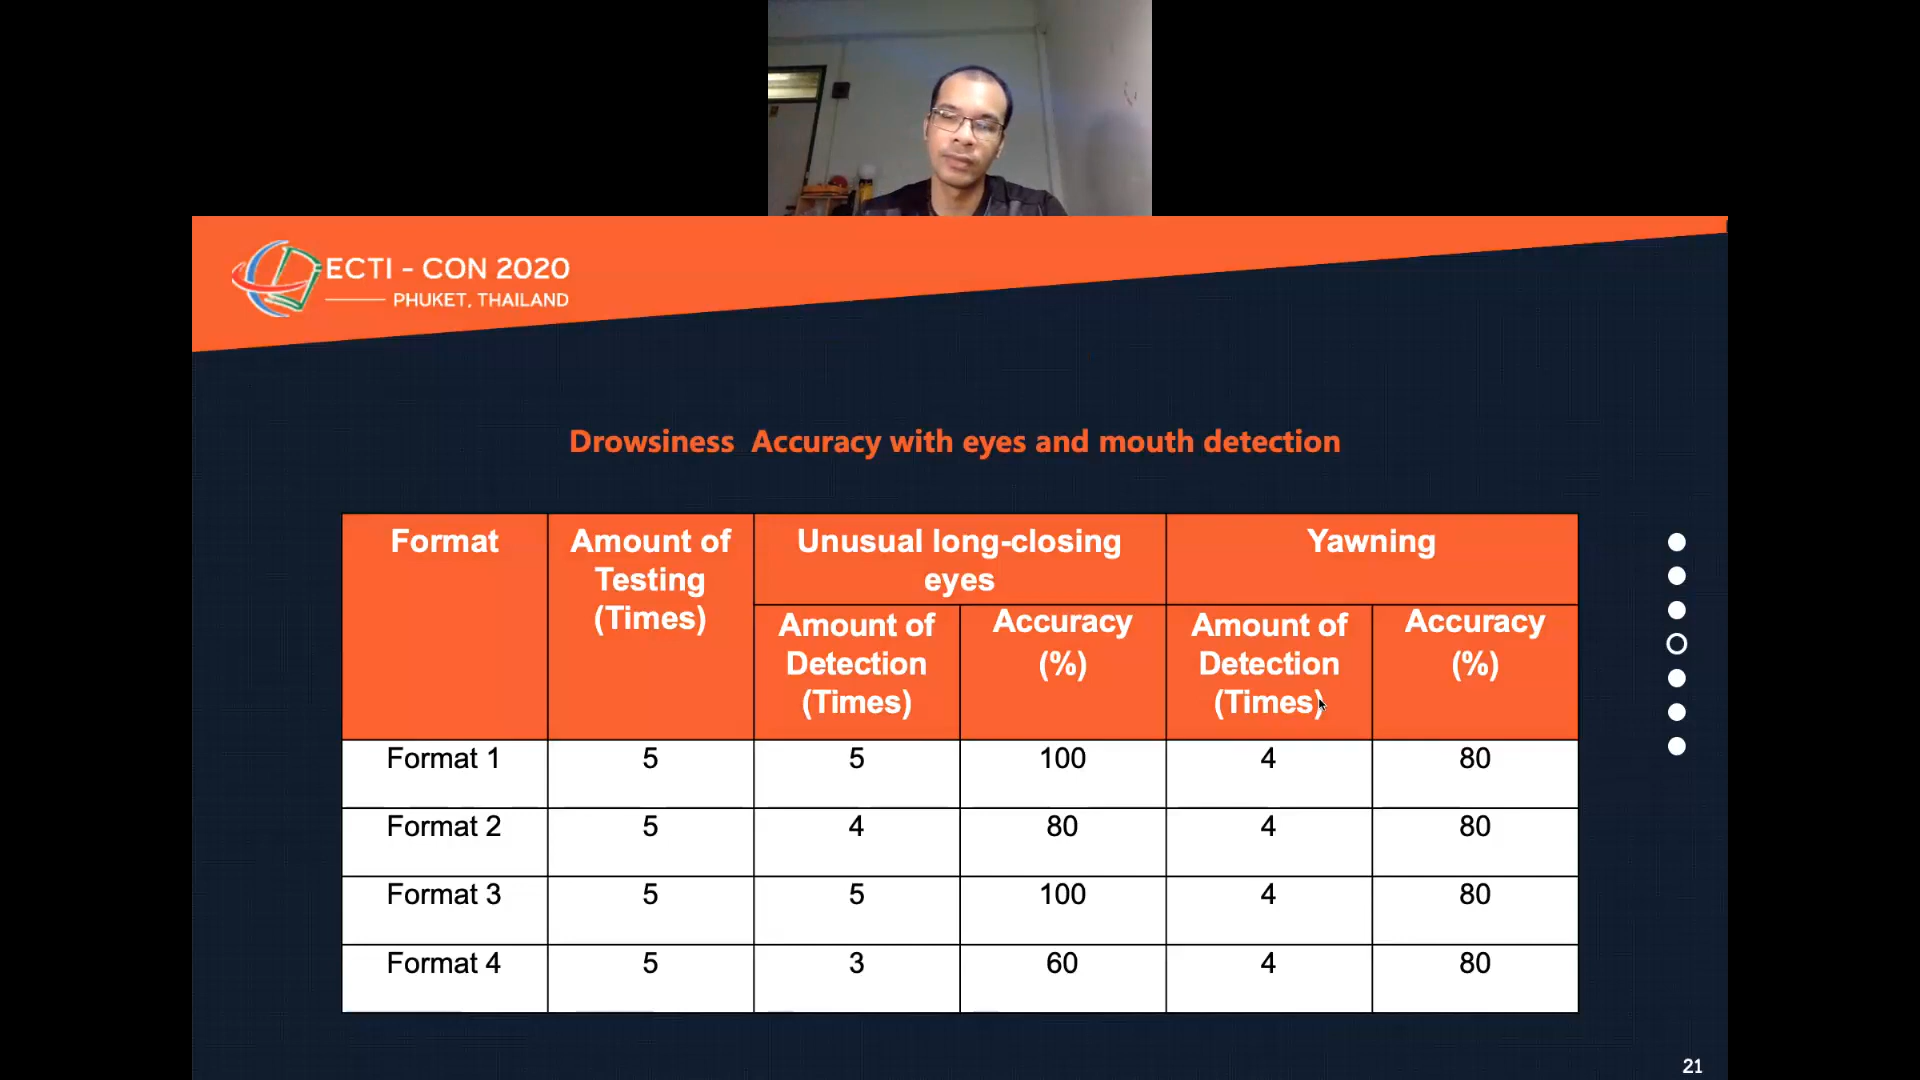 ECTI - CON 2020
PHUKET, THAILAND
Drowsiness Accuracy with eyes and mouth detection
Format
Amount of
Testing
(Times)
Unusual long-closing
eyes
Yawning
Amount of
Detection
(Times)
Accuracy
(%)
Amount of
Detection
(Times)
Accuracy
(%)
Format 1 5 5 100 4 80
Format 2 5 4 80 4 80
Format 3 5 5 100 4 80
Format 4 5 3 60 4 80
21